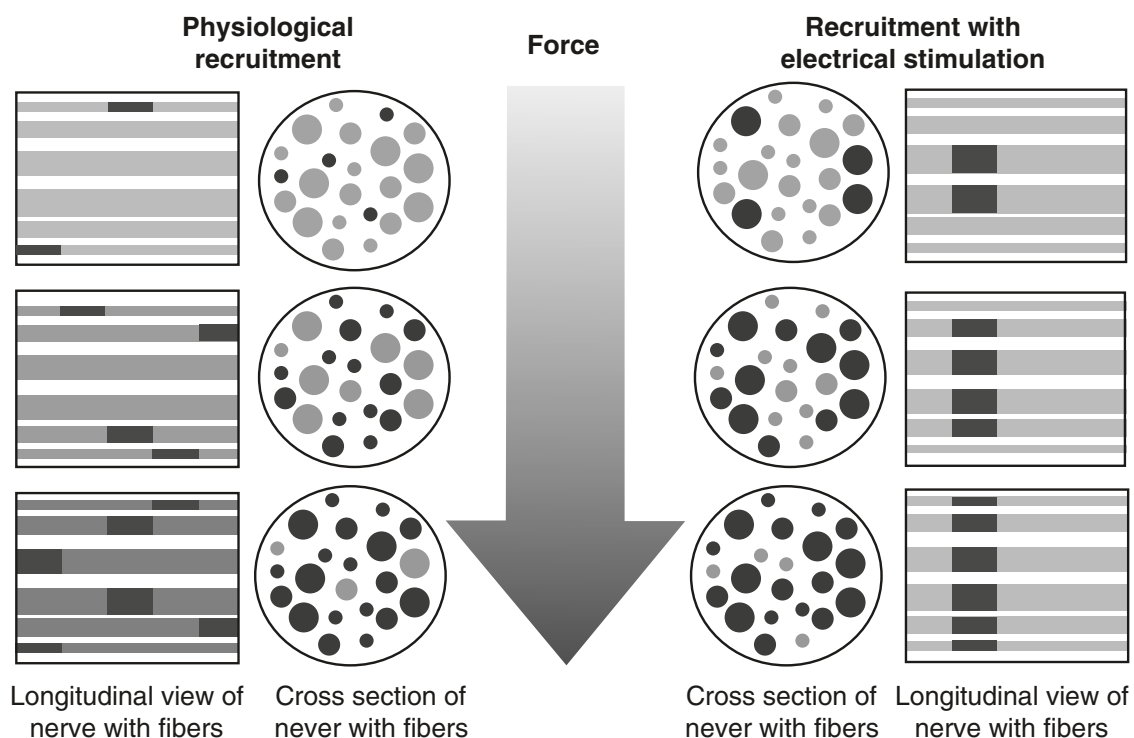 Physiological
recruitment
Force
Recruitment with
electrical stimulation
Longitudinal view of
nerve with fibers
Cross section of
never with fibers
Cross section of
never with fibers
Longitudinal view of
nerve with fibers